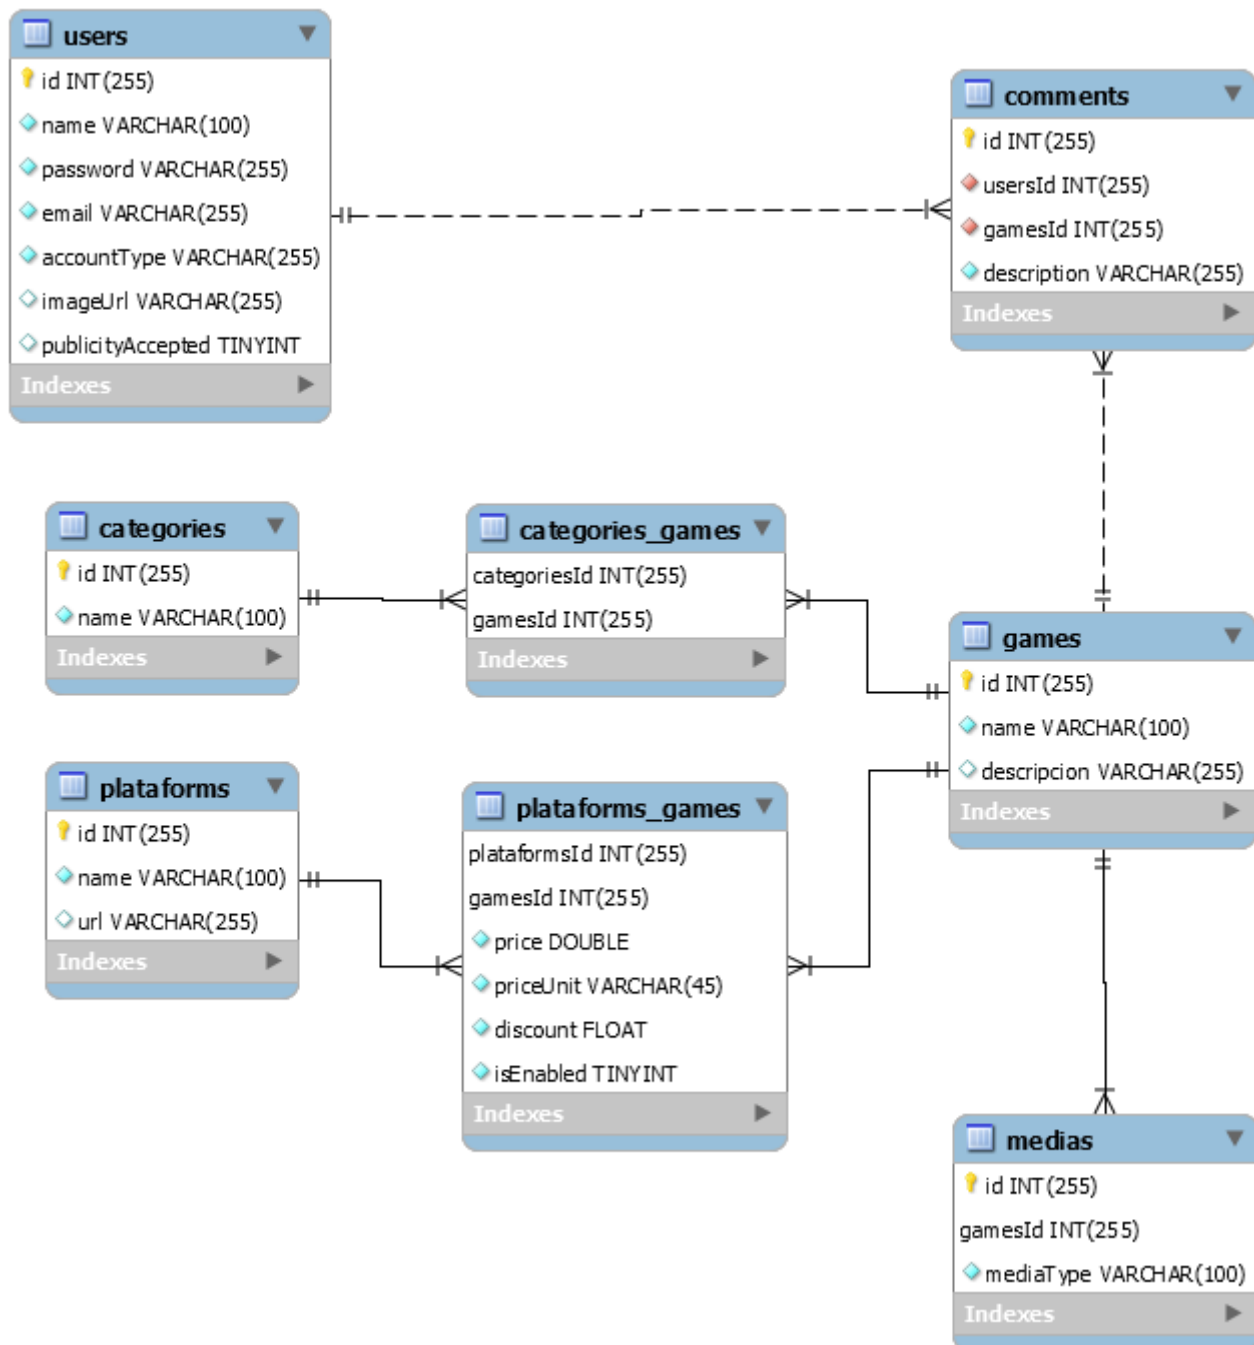 users
id INT(255)
name VARCHAR(100)
password VARCHAR(255)
email VARCHAR(255)
accountType VARCHAR(255)
imageUrl VARCHAR(255)
publicityAccepted TINYINT
Indexes
comments
id INT(255)
usersId INT(255)
gamesId INT(255)
description VARCHAR(255)
Indexes
categories
id INT(255)
name VARCHAR(100)
Indexes
categories_games
categoriesId INT(255)
gamesId INT(255)
Indexes
games
id INT(255)
name VARCHAR(100)
descripcion VARCHAR(255)
Indexes
plataforms
id INT(255)
name VARCHAR(100)
url VARCHAR(255)
Indexes
plataforms_games
plataformsId INT(255)
gamesId INT(255)
price DOUBLE
priceUnit VARCHAR(45)
discount FLOAT
isEnabled TINYINT
Indexes
medias
id INT(255)
gamesId INT(255)
mediaType VARCHAR(100)
Indexes